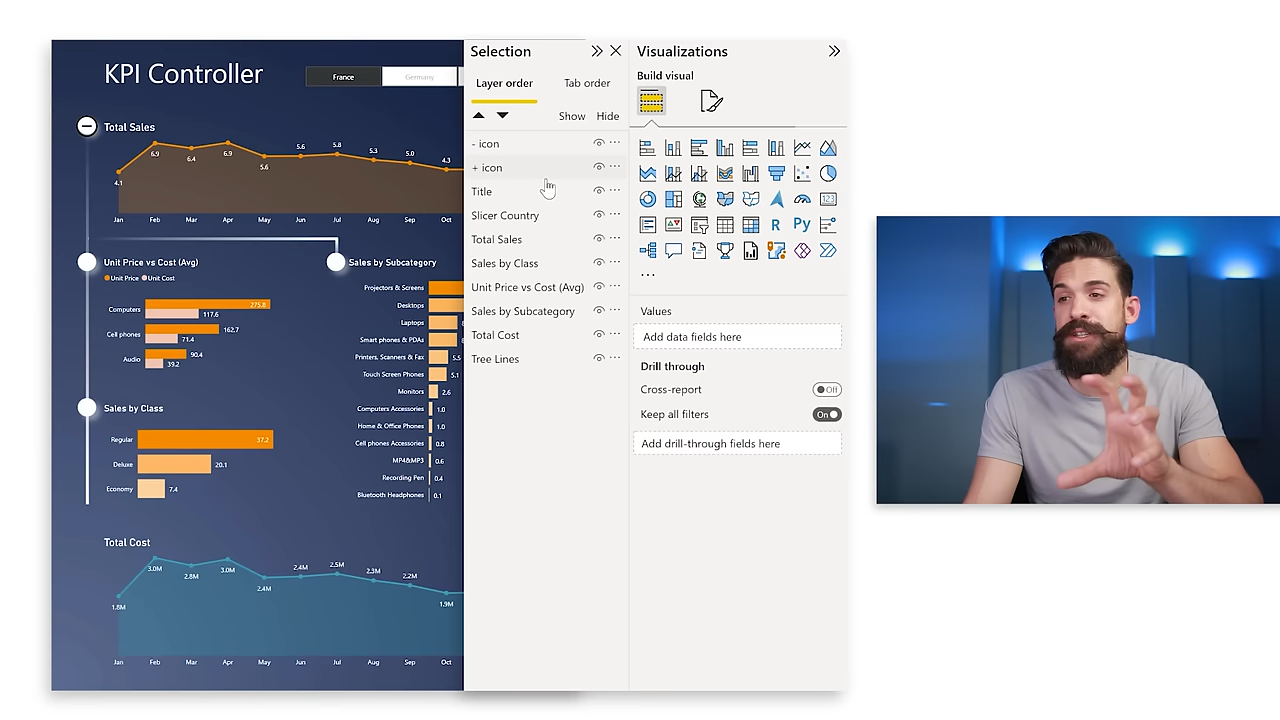 KPI Controller
France
Germany
Total Sales
4.1
6.9
6.4
6.9
5.6
5.6
5.8
5.3
5.0
4.3
Jan Feb Mar Apr May Jun Jul Aug Sep Oct
Unit Price vs Cost (Avg)
Unit Price Unit Cost
Computers 275.8
117.6
Cell phones 162.7
71.4
Audio 90.4
39.2
Sales by Class
Regular 37.2
Deluxe 20.1
Economy 7.4
Sales by Subcategory
Projectors & Screens
Desktops
Laptops
Smart phones & PDAs
Printers, Scanners & Fax 5.5
Touch Screen Phones 5.1
Monitors 2.6
Computers Accessories 1.0
Home & Office Phones 1.0
Cell phones Accessories 0.8
MP4&MP3 0.6
Recording Pen 0.4
Bluetooth Headphones 0.1
Total Cost
1.8M
3.0M
2.8M
3.0M
2.4M
2.4M
2.5M
2.3M
2.2M
1.9M
Jan Feb Mar Apr May Jun Jul Aug Sep Oct
Selection
Layer order Tab order
Show Hide
- icon
+ icon
Title
Slicer Country
Total Sales
Sales by Class
Unit Price vs Cost (Avg)
Sales by Subcategory
Total Cost
Tree Lines
Visualizations
Build visual
123
R Py
Values
Add data fields here
Drill through
Cross-report Off
Keep all filters On
Add drill-through fields here